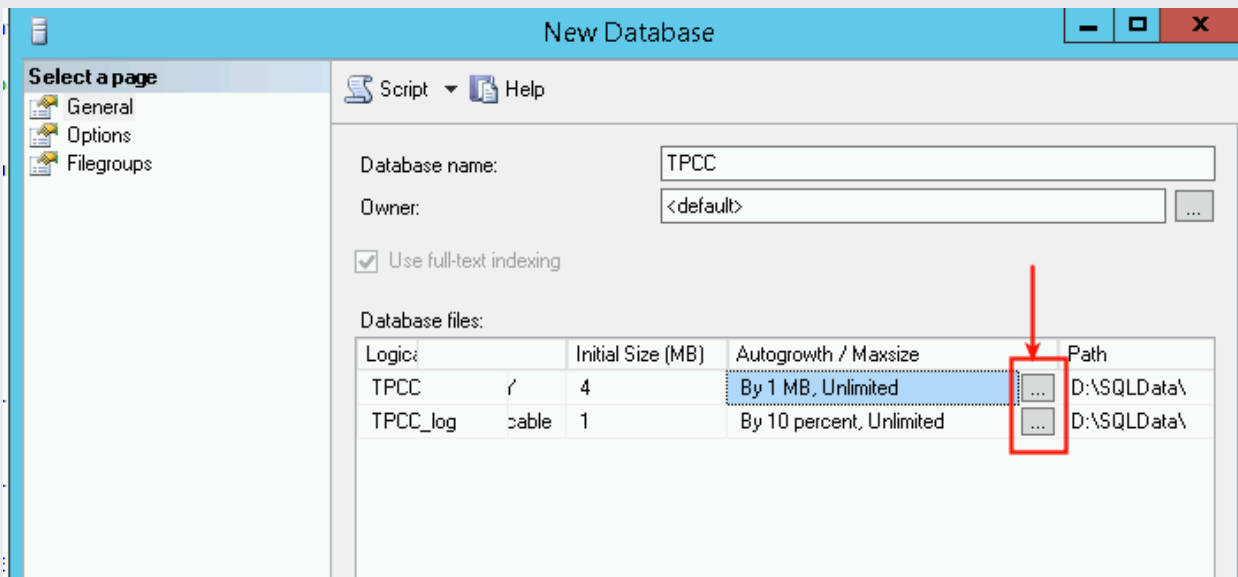 New Database
Select a page
General
Options
Filegroups
Script Help
Database name: TPCC
Owner: <default> ...
Use full-text indexing
Database files:
Initial Size (MB) Autogrowth / Maxsize Path
TPCC 4 By 1 MB, Unlimited ... D:\SQLData\
TPCC_log 1 By 10 percent, Unlimited ... D:\SQLData\